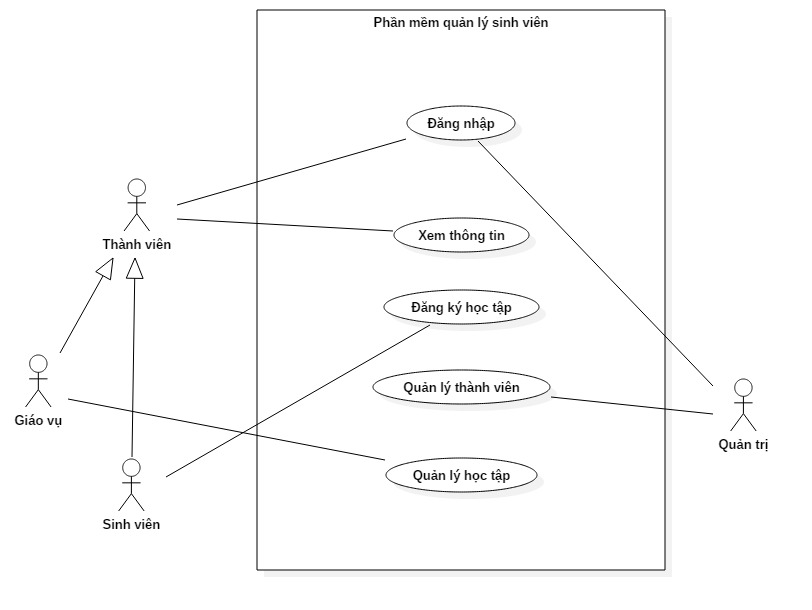 Phần mềm quản lý sinh viên
Đăng nhập
Thành viên
Xem thông tin
Đăng ký học tập
Quản lý thành viên
Giáo vụ
Quản trị
Quản lý học tập
Sinh viên